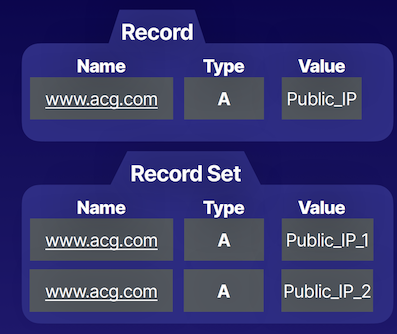 Record
Name Type Value
www.acg.com A Public_IP
Record Set
Name Type Value
www.acg.com A Public_IP_1
www.acg.com A Public_IP_2